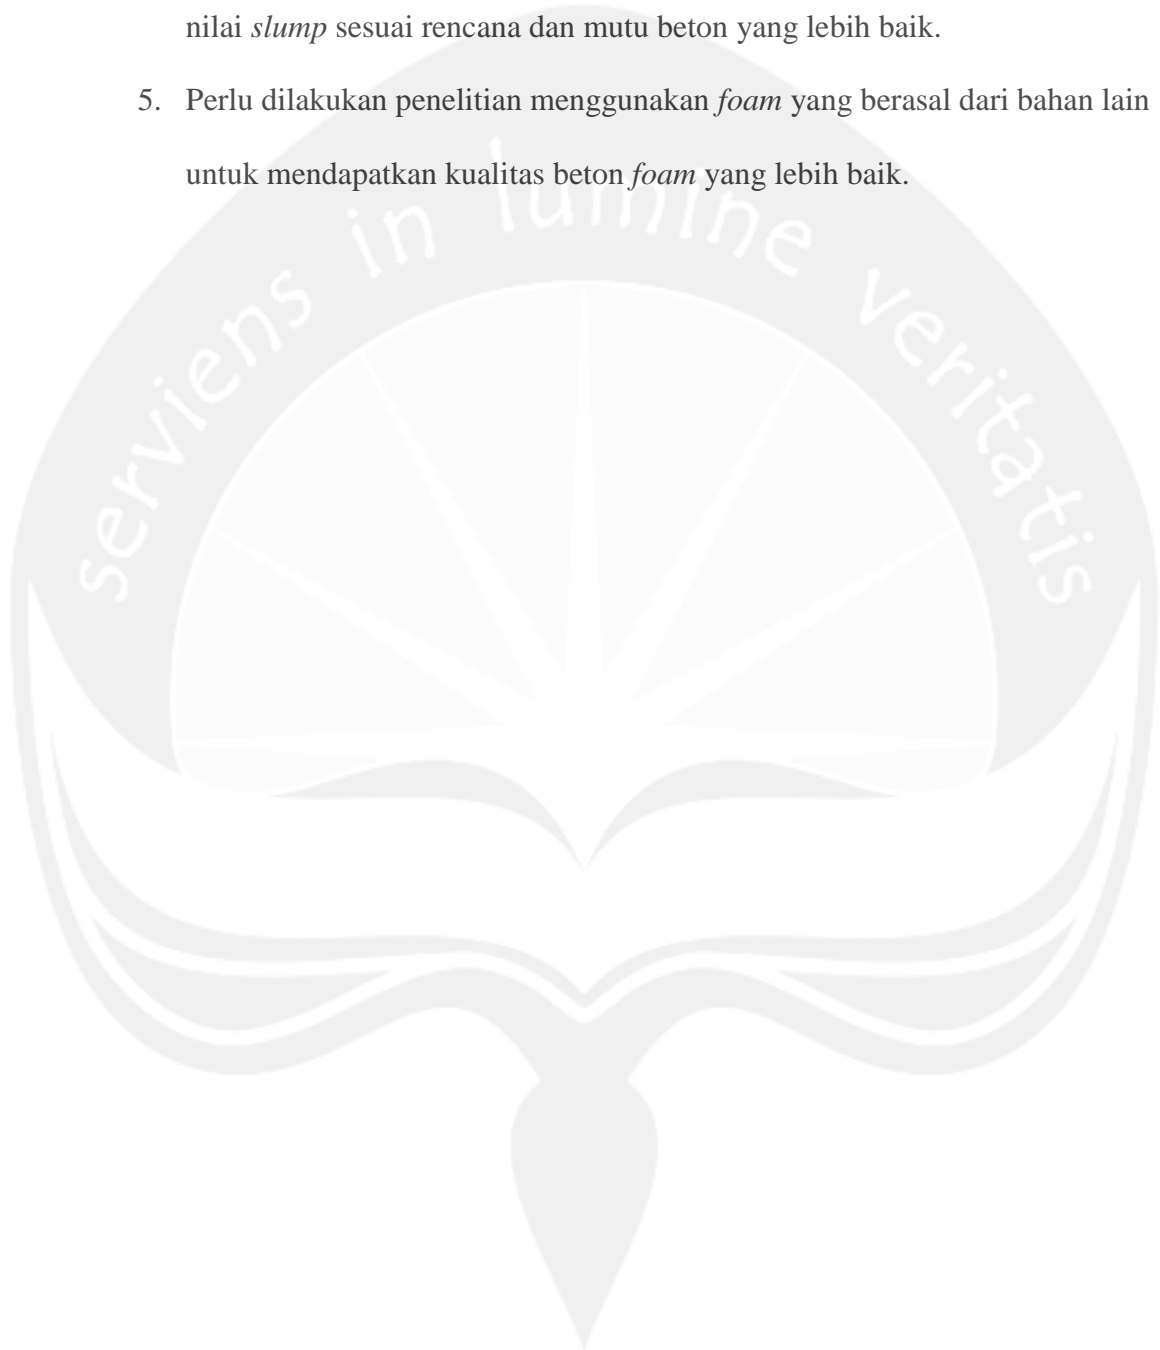 nilai slump sesuai rencana dan mutu beton yang lebih baik.
5. Perlu dilakukan penelitian menggunakan foam yang berasal dari bahan lain
untuk mendapatkan kualitas beton foam yang lebih baik.
serviens in lumine veritatis